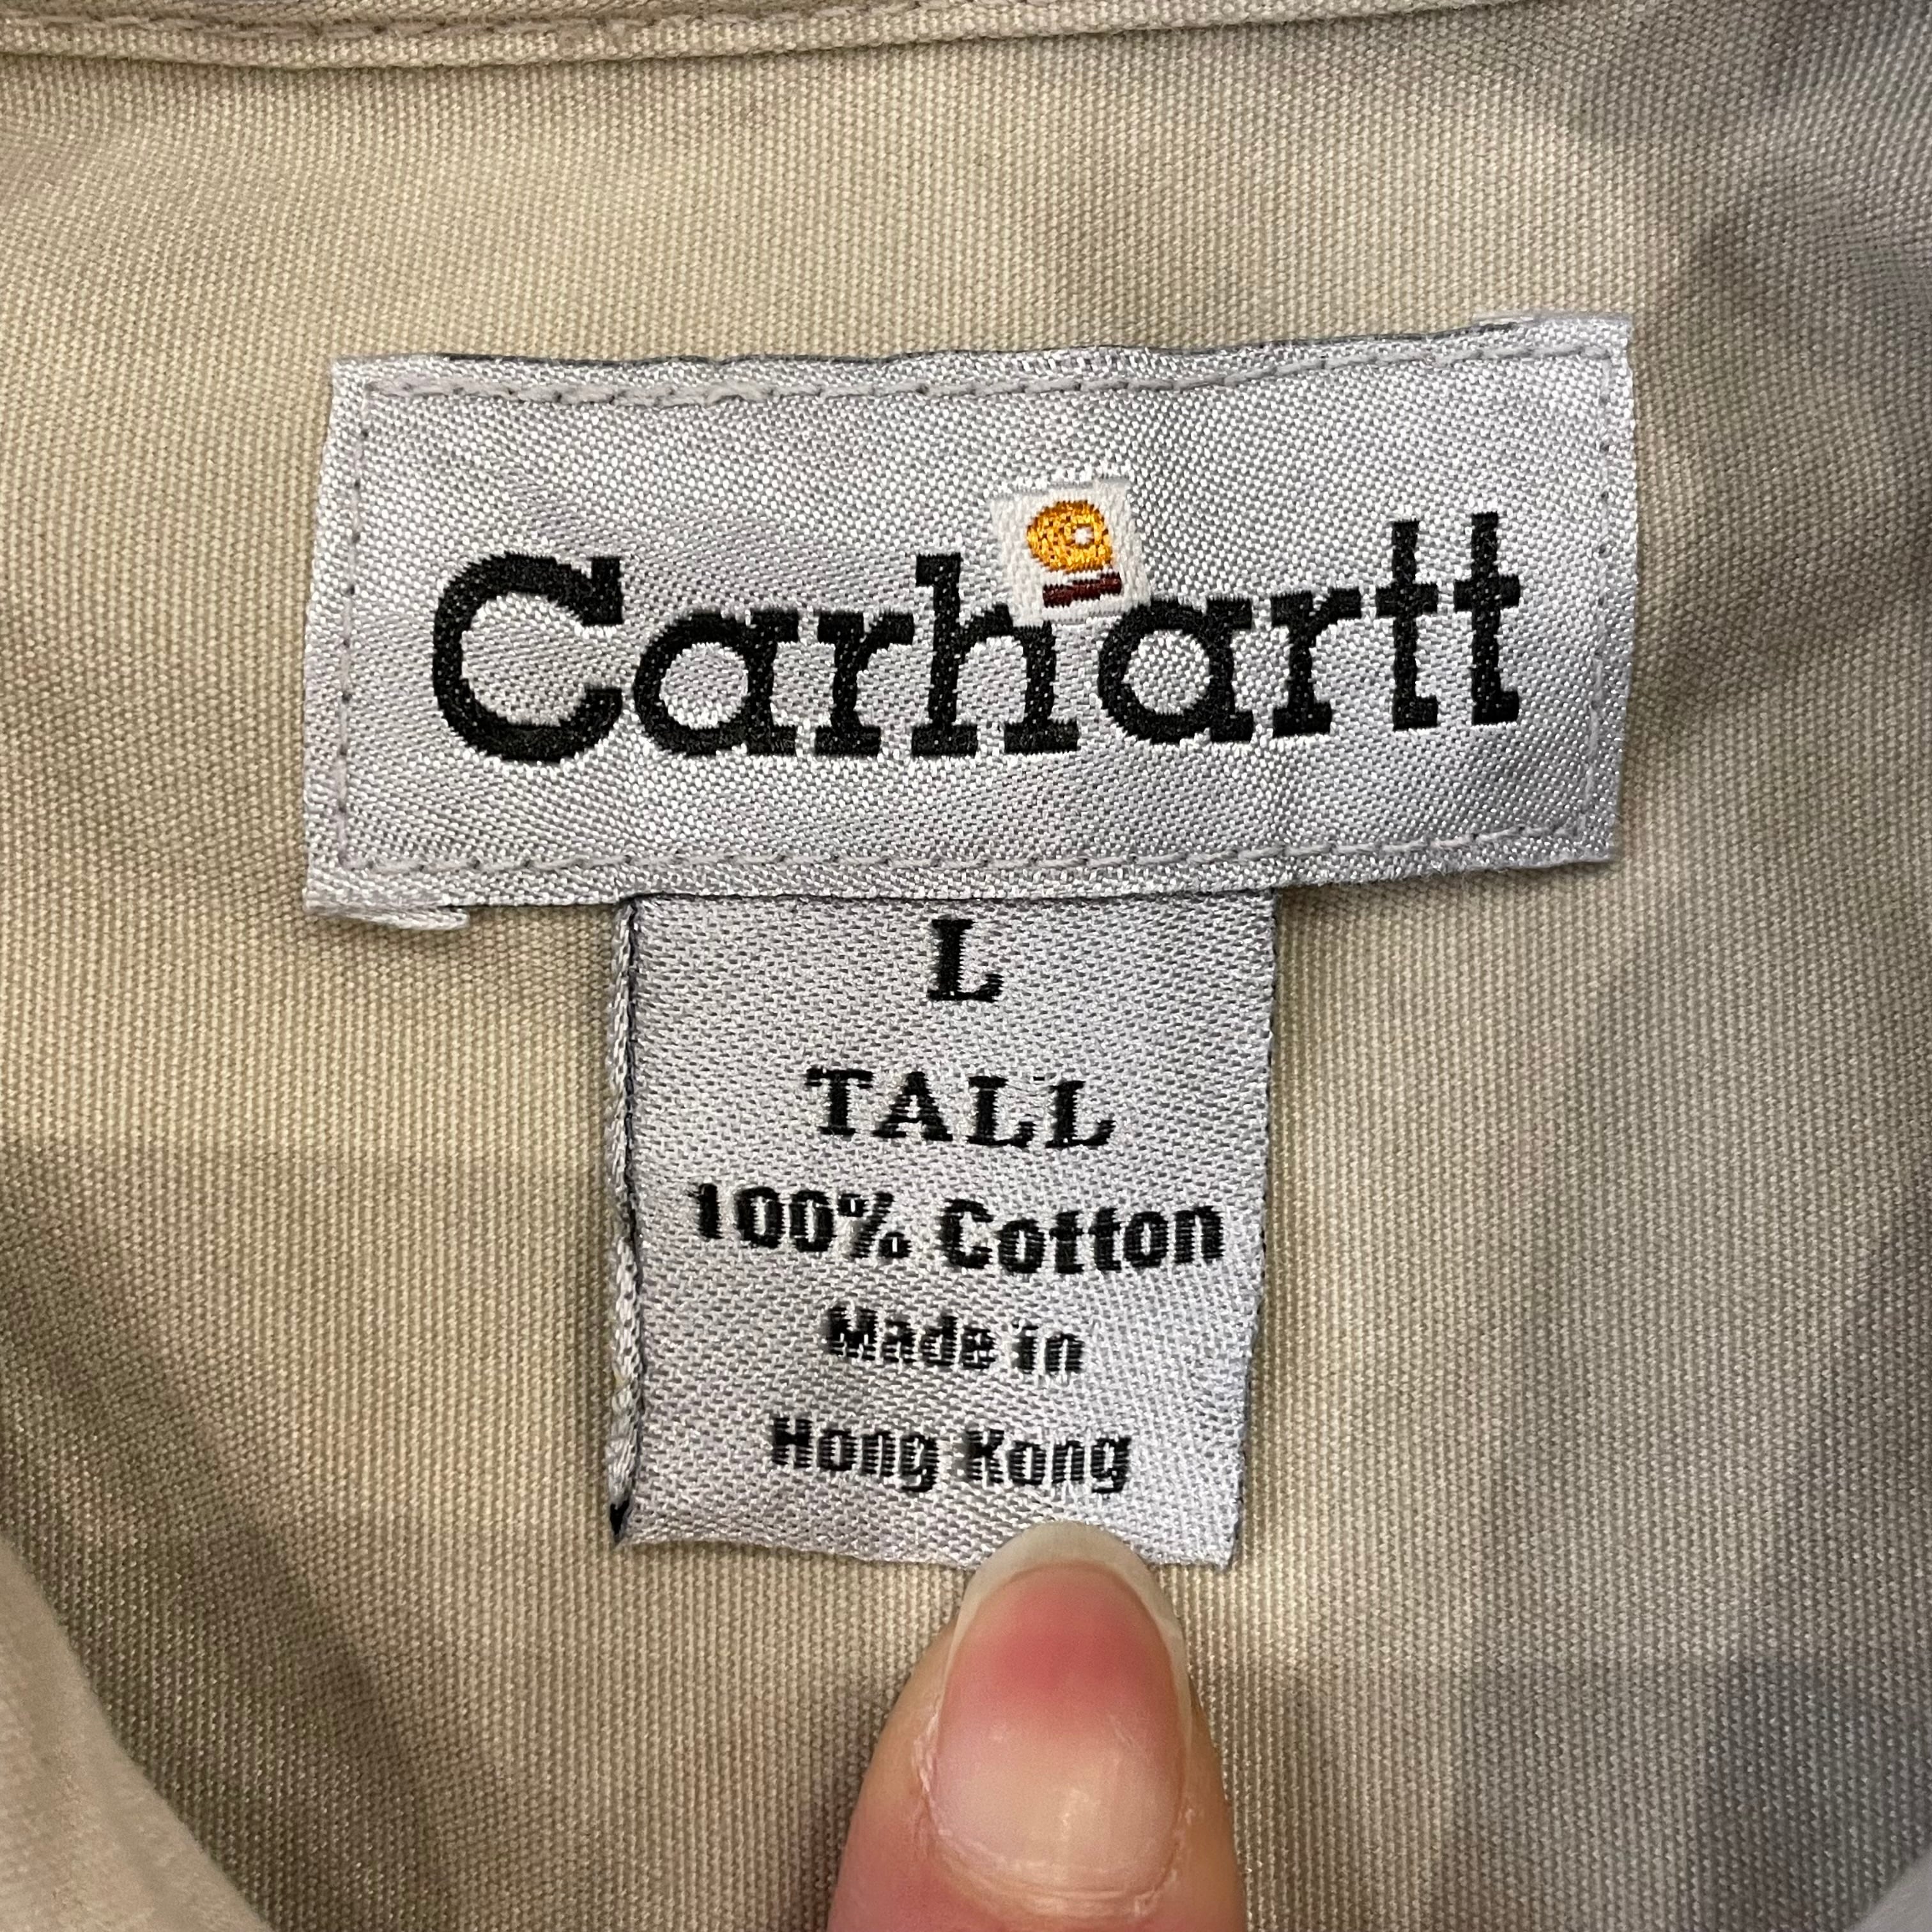 Carhartt
L
TALL
100% Cotton
Made in
Hong Kong